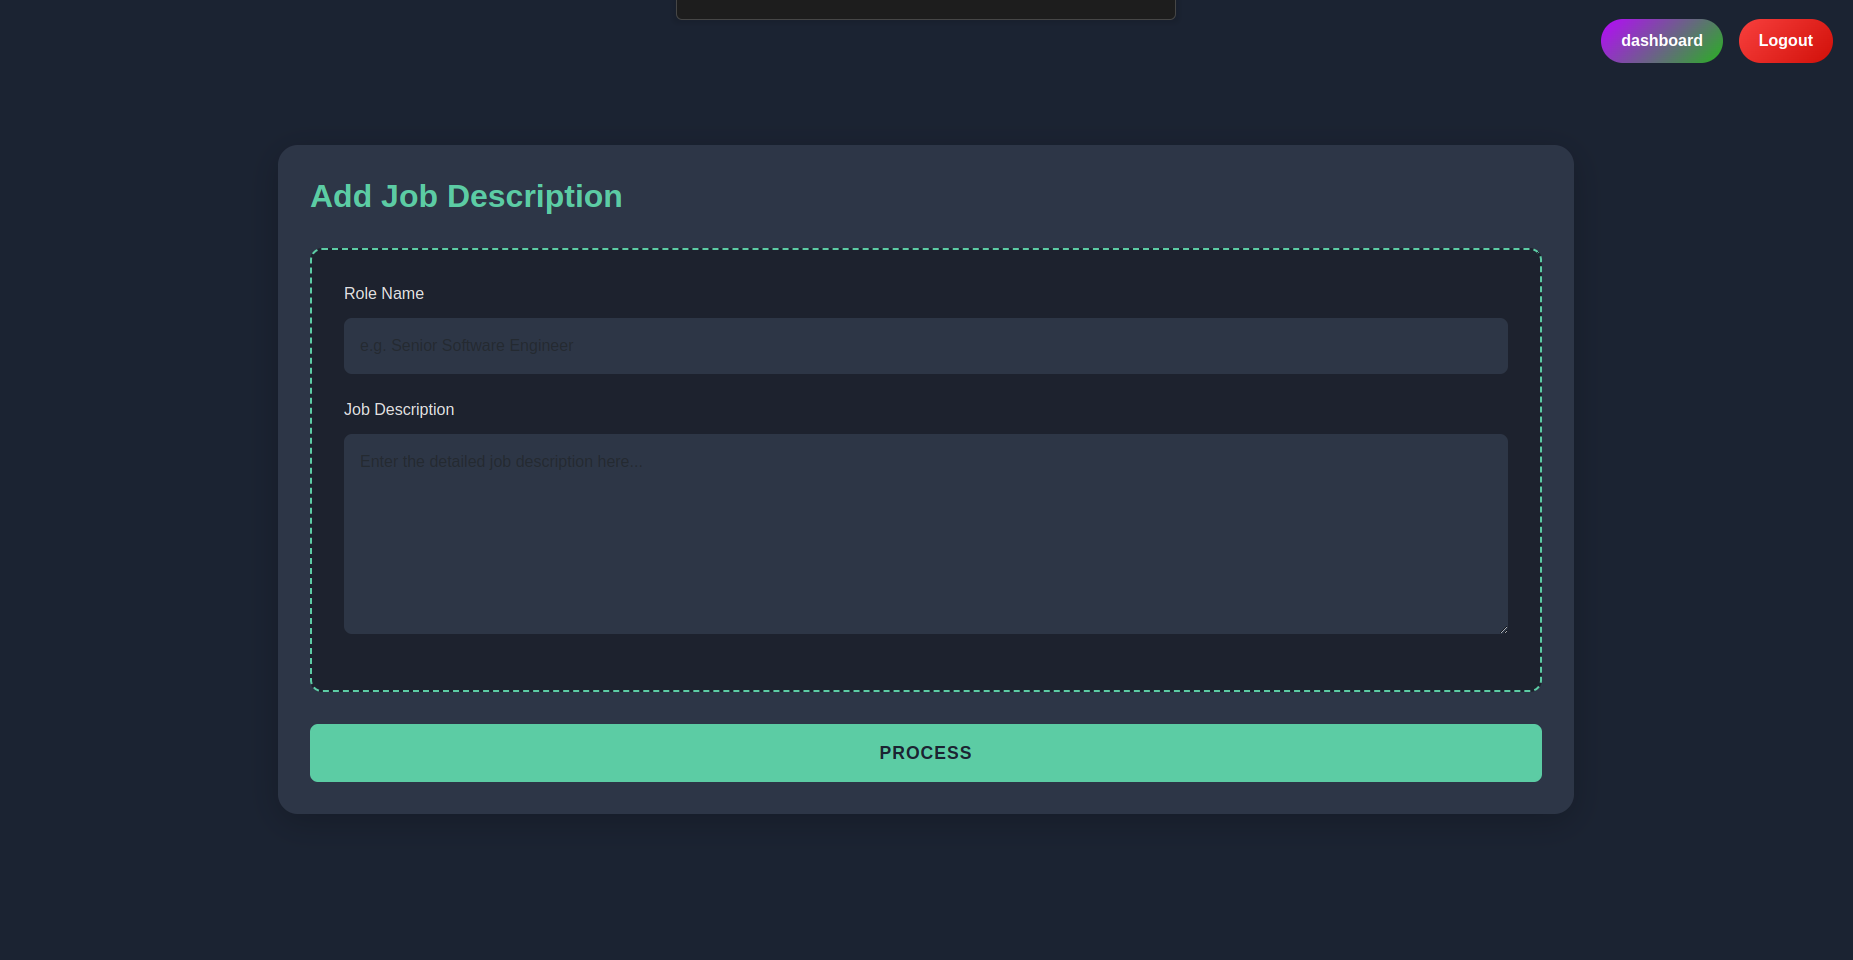 dashboard
Logout
Add Job Description
Role Name
e.g. Senior Software Engineer
Job Description
Enter the detailed job description here...
PROCESS